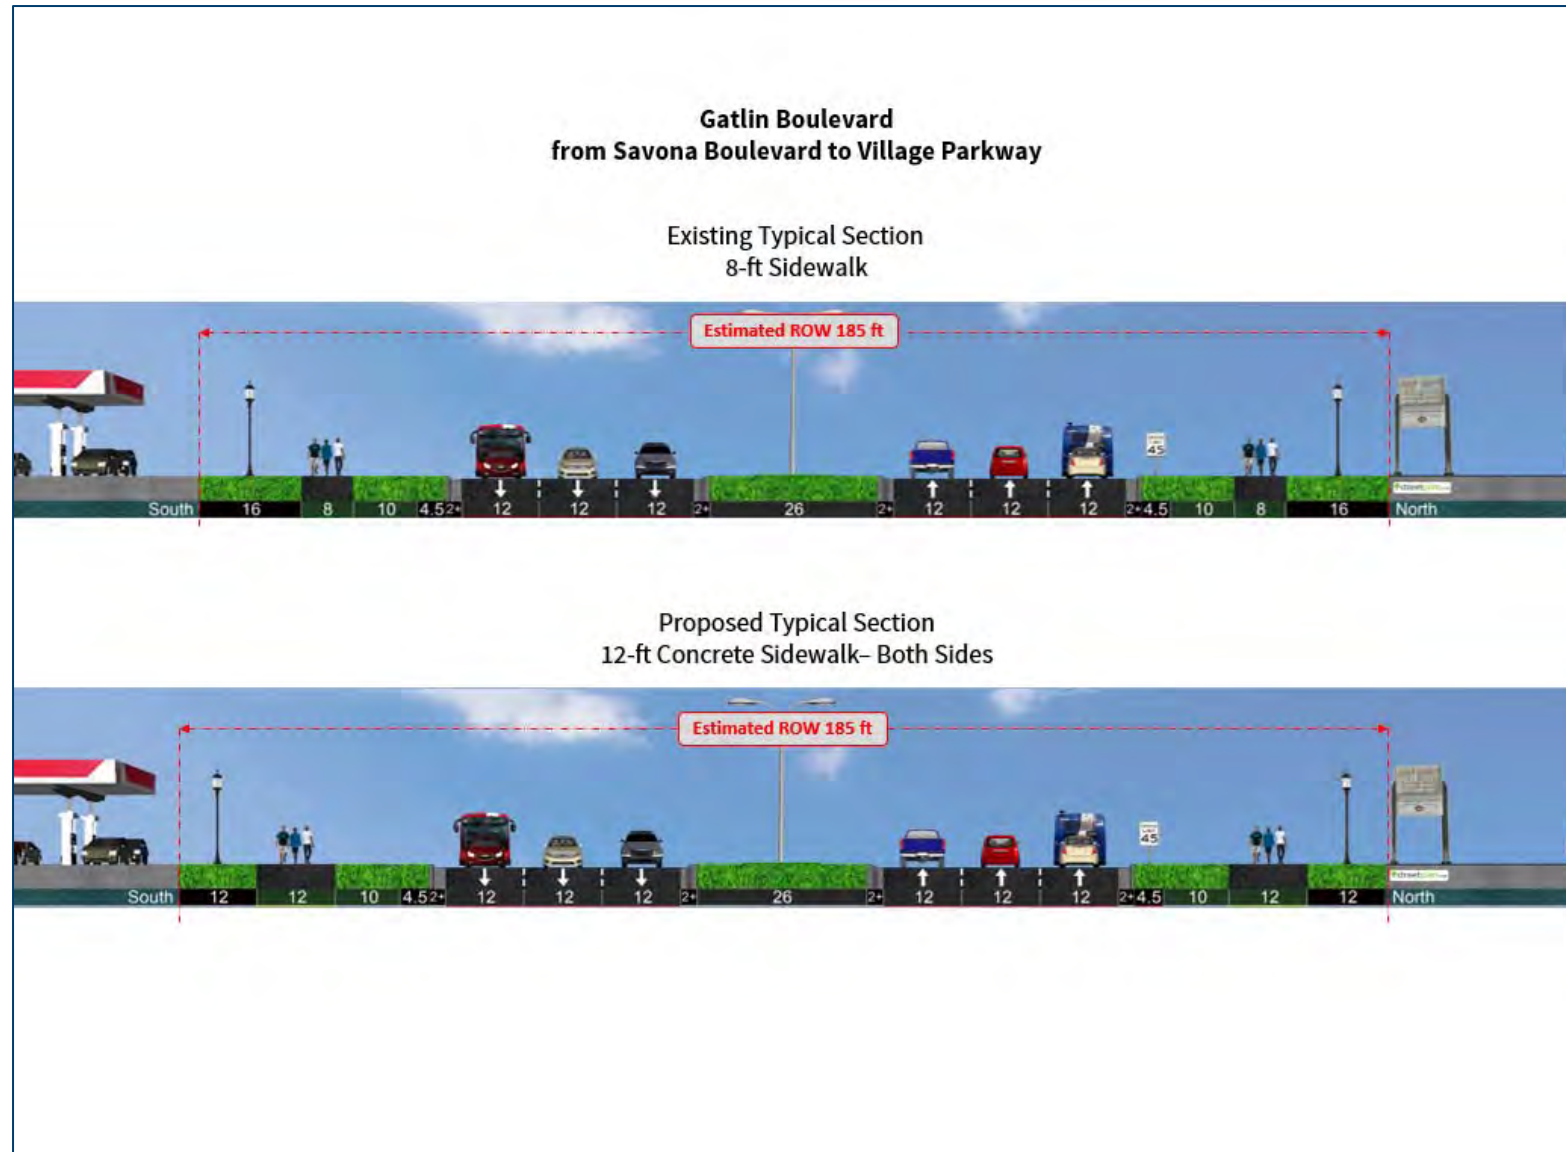 Gatlin Boulevard
from Savona Boulevard to Village Parkway
Existing Typical Section
8-ft Sidewalk
Estimated ROW 185 ft
45
South 16 8 10 4.5 2+ 12 12 12 2+ 26 2+ 12 12 12 2+ 4.5 10 8 16 North
Proposed Typical Section
12-ft Concrete Sidewalk– Both Sides
Estimated ROW 185 ft
45
South 12 12 10 4.5 2+ 12 12 12 2+ 26 2+ 12 12 12 2+ 4.5 10 12 12 North